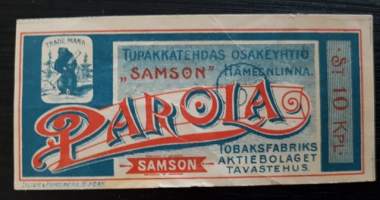 TRADE MARK
TUPAKKATEHDAS OSAKEYHTIÖ
„SAMSON” HÄMEENLINNA.
PAROLA
SAMSON
TOBAKSFABRIKS
AKTIEBOLAGET
TAVASTEHUS.
ST 10 KPL.